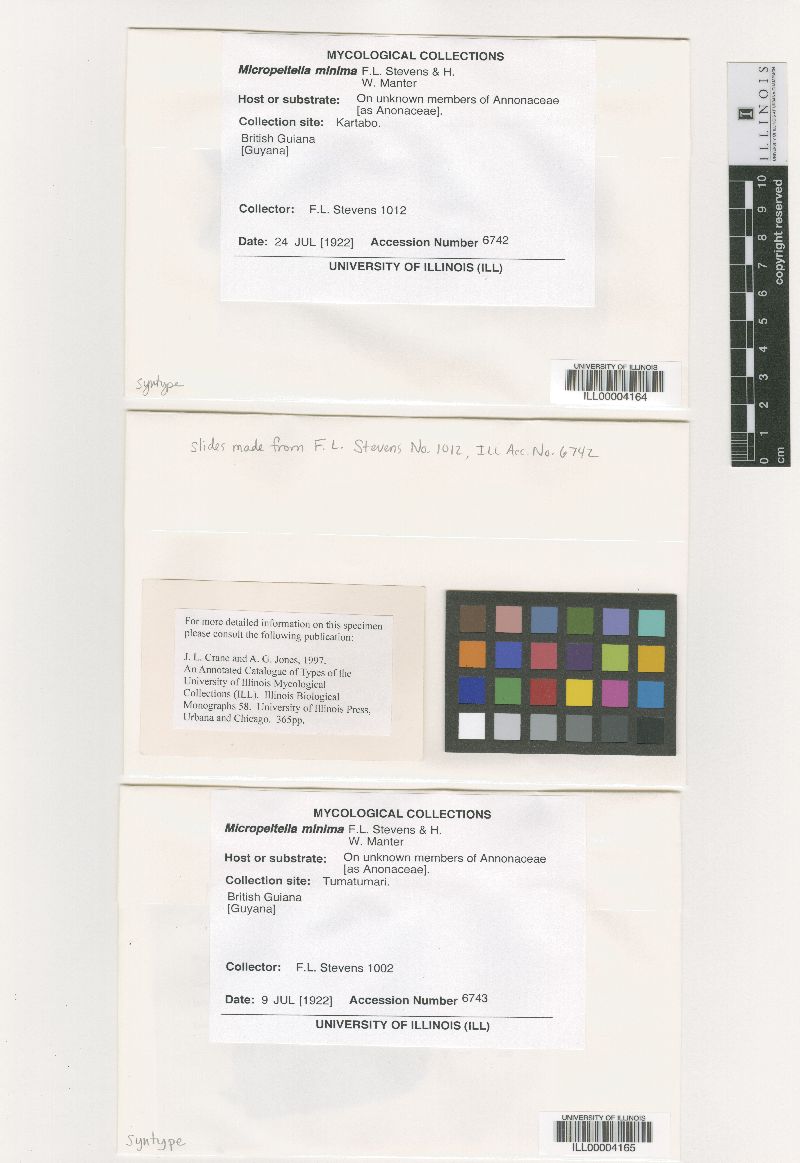 MYCOLOGICAL COLLECTIONS
Micropeltella minima F.L. Stevens & H.
W. Manter
Host or substrate: On unknown members of Annonaceae
[as Anonaceae].
Collection site: Kartabo.
British Guiana
[Guyana]
Collector: F.L. Stevens 1012
Date: 24 JUL [1922] Accession Number 6742
UNIVERSITY OF ILLINOIS (ILL)
syntype
UNIVERSITY OF ILLINOIS
ILL00004164
slides made from F.L. Stevens No. 1012, ILL Acc. No. 6742
For more detailed information on this specimen
please consult the following publication:
J. L. Crane and A. G. Jones, 1997.
An Annotated Catalogue of Types of the
University of Illinois Mycological
Collections (ILL). Illinois Biological
Monographs 58. University of Illinois Press,
Urbana and Chicago. 365pp.
MYCOLOGICAL COLLECTIONS
Micropeltella minima F.L. Stevens & H.
W. Manter
Host or substrate: On unknown members of Annonaceae
[as Anonaceae].
Collection site: Tumatumari.
British Guiana
[Guyana]
Collector: F.L. Stevens 1002
Date: 9 JUL [1922] Accession Number 6743
UNIVERSITY OF ILLINOIS (ILL)
Syntype
UNIVERSITY OF ILLINOIS
ILL00004165
I ILLINOIS
copyright reserved
cm 0 1 2 3 4 5 6 7 8 9 10